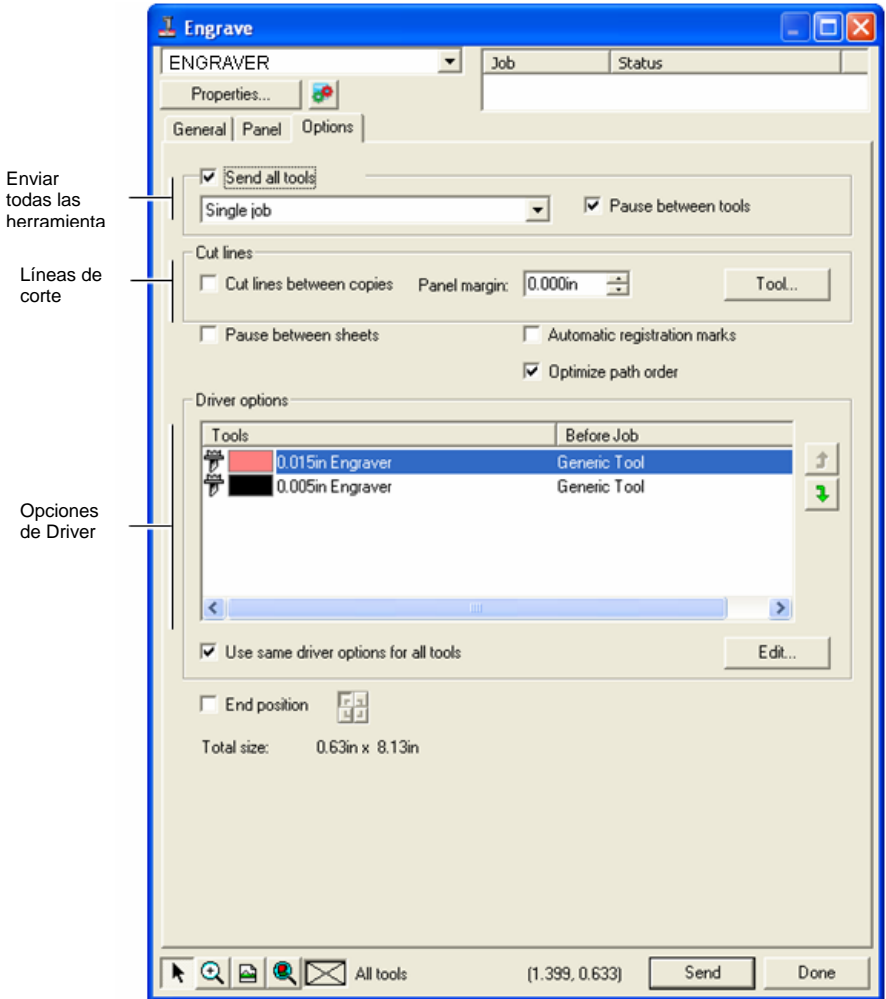 Engrave
ENGRAVER
Job Status
Properties...
General Panel Options
Enviar
todas las
herramienta
Send all tools
Single job
Pause between tools
Líneas de
corte
Cut lines
Cut lines between copies Panel margin: 0.000in Tool...
Pause between sheets Automatic registration marks
Optimize path order
Opciones
de Driver
Driver options
Tools Before Job
0.015in Engraver Generic Tool
0.005in Engraver Generic Tool
Use same driver options for all tools Edit...
End position
Total size: 0.63in x 8.13in
All tools (1.399, 0.633) Send Done